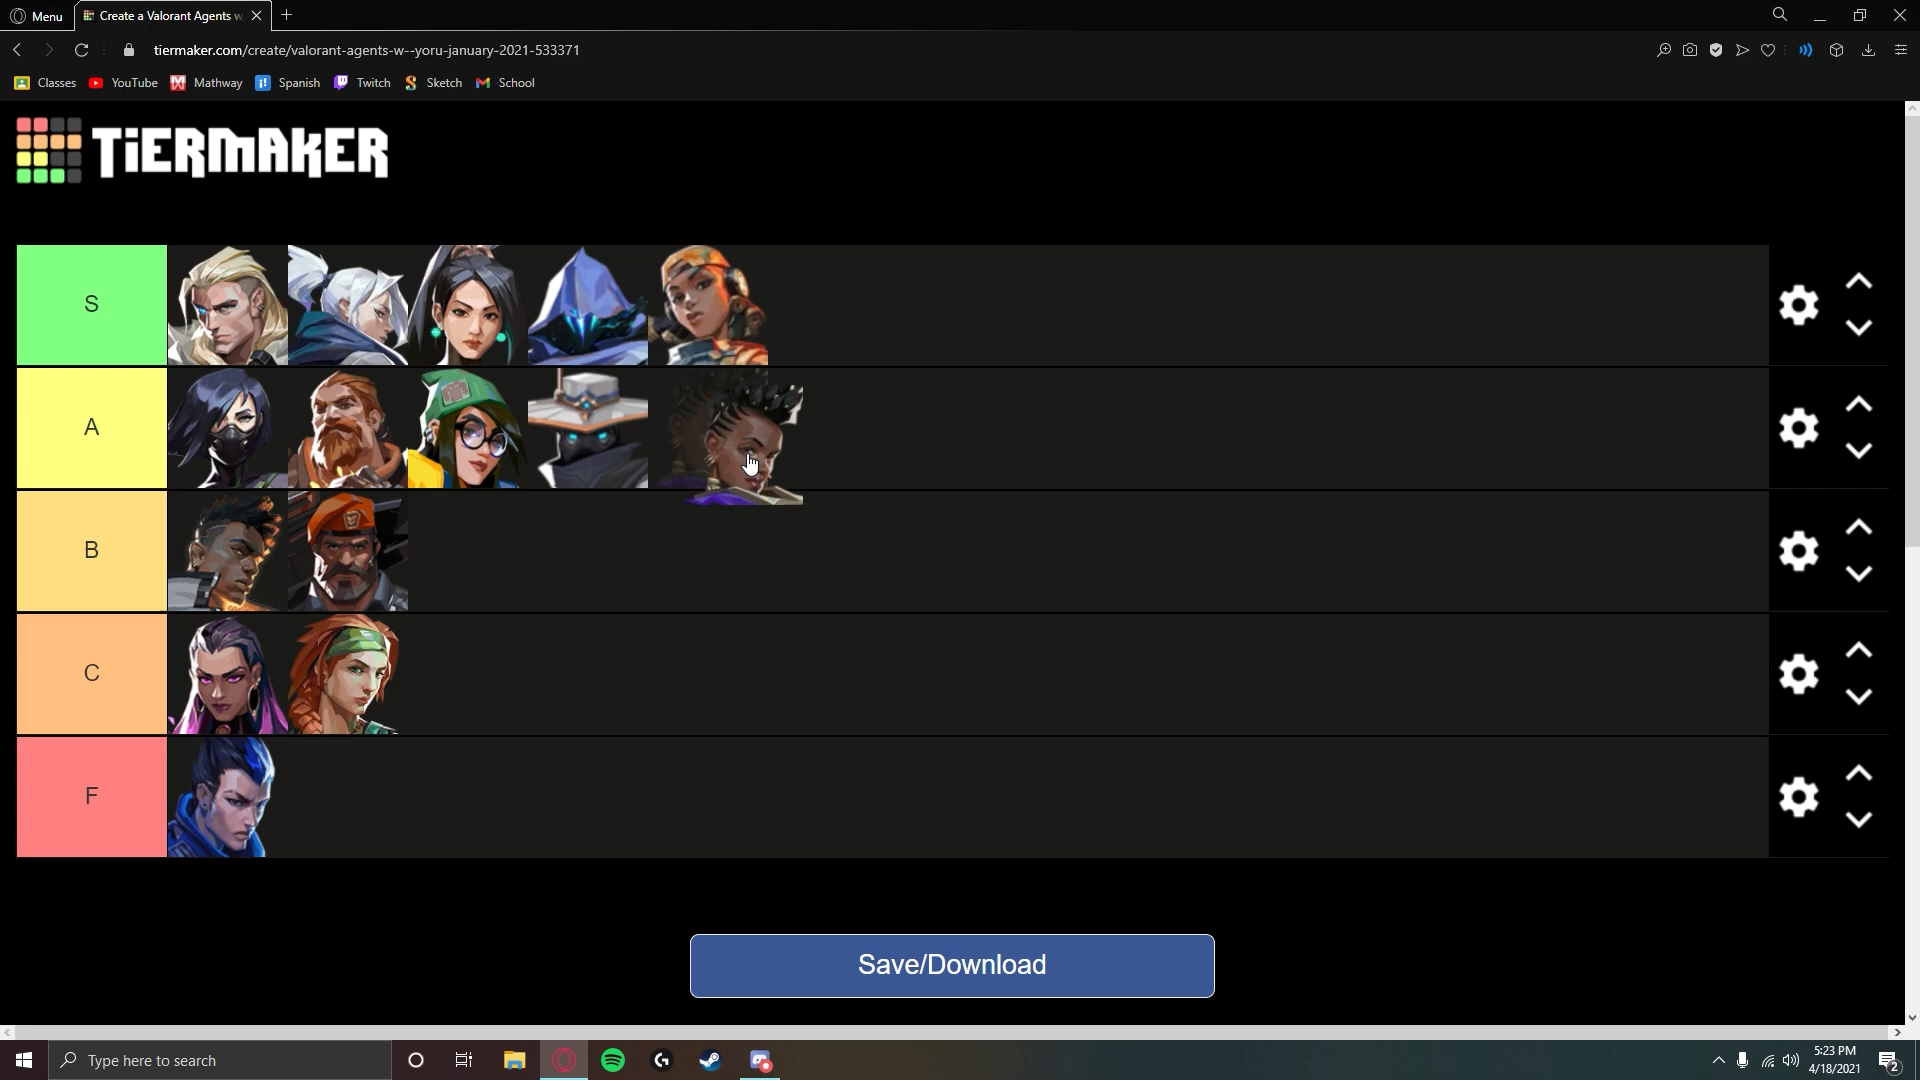 Menu
Create a Valorant Agents w
tiermaker.com/create/valorant-agents-w--yoru-january-2021-533371
Classes YouTube Mathway Spanish Twitch Sketch School
TiERMAKER
S
A
B
C
F
Save/Download
Type here to search
5:23 PM
4/18/2021
2